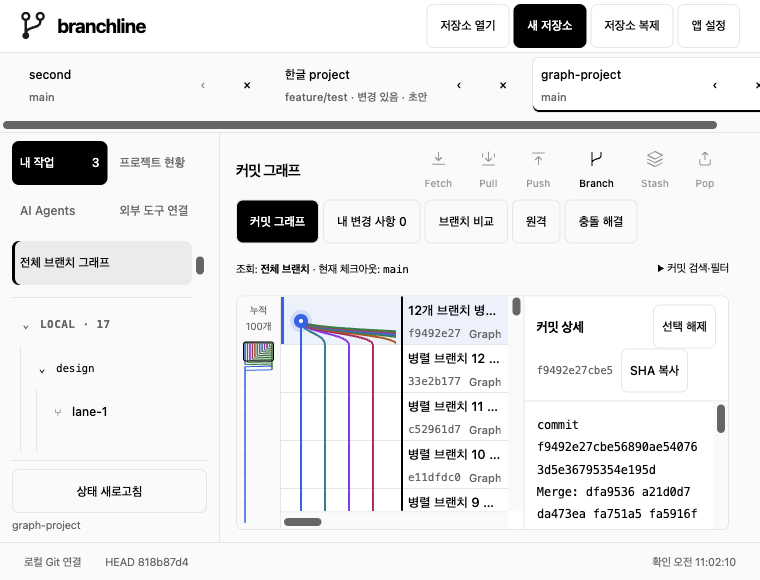 branchline
저장소 열기
새 저장소
저장소 복제
앱 설정
second
main
한글 project
feature/test · 변경 있음 · 초안
graph-project
main
내 작업 3
프로젝트 현황
AI Agents
외부 도구 연결
전체 브랜치 그래프
LOCAL · 17
design
lane-1
상태 새로고침
graph-project
커밋 그래프
Fetch
Pull
Push
Branch
Stash
Pop
커밋 그래프
내 변경 사항 0
브랜치 비교
원격
충돌 해결
조회: 전체 브랜치 · 현재 체크아웃: main
▶ 커밋 검색·필터
누적
100개
12개 브랜치 병...
f9492e27 Graph
병렬 브랜치 12 ...
33e2b177 Graph
병렬 브랜치 11 ...
c52961d7 Graph
병렬 브랜치 10 ...
e11dfdc0 Graph
병렬 브랜치 9 ...
커밋 상세
선택 해제
f9492e27cbe5
SHA 복사
commit
f9492e27cbe56890ae54076
3d5e36795354e195d
Merge: dfa9536 a21d0d7
da473ea fa751a5 fa5916f
로컬 Git 연결
HEAD 818b87d4
확인 오전 11:02:10